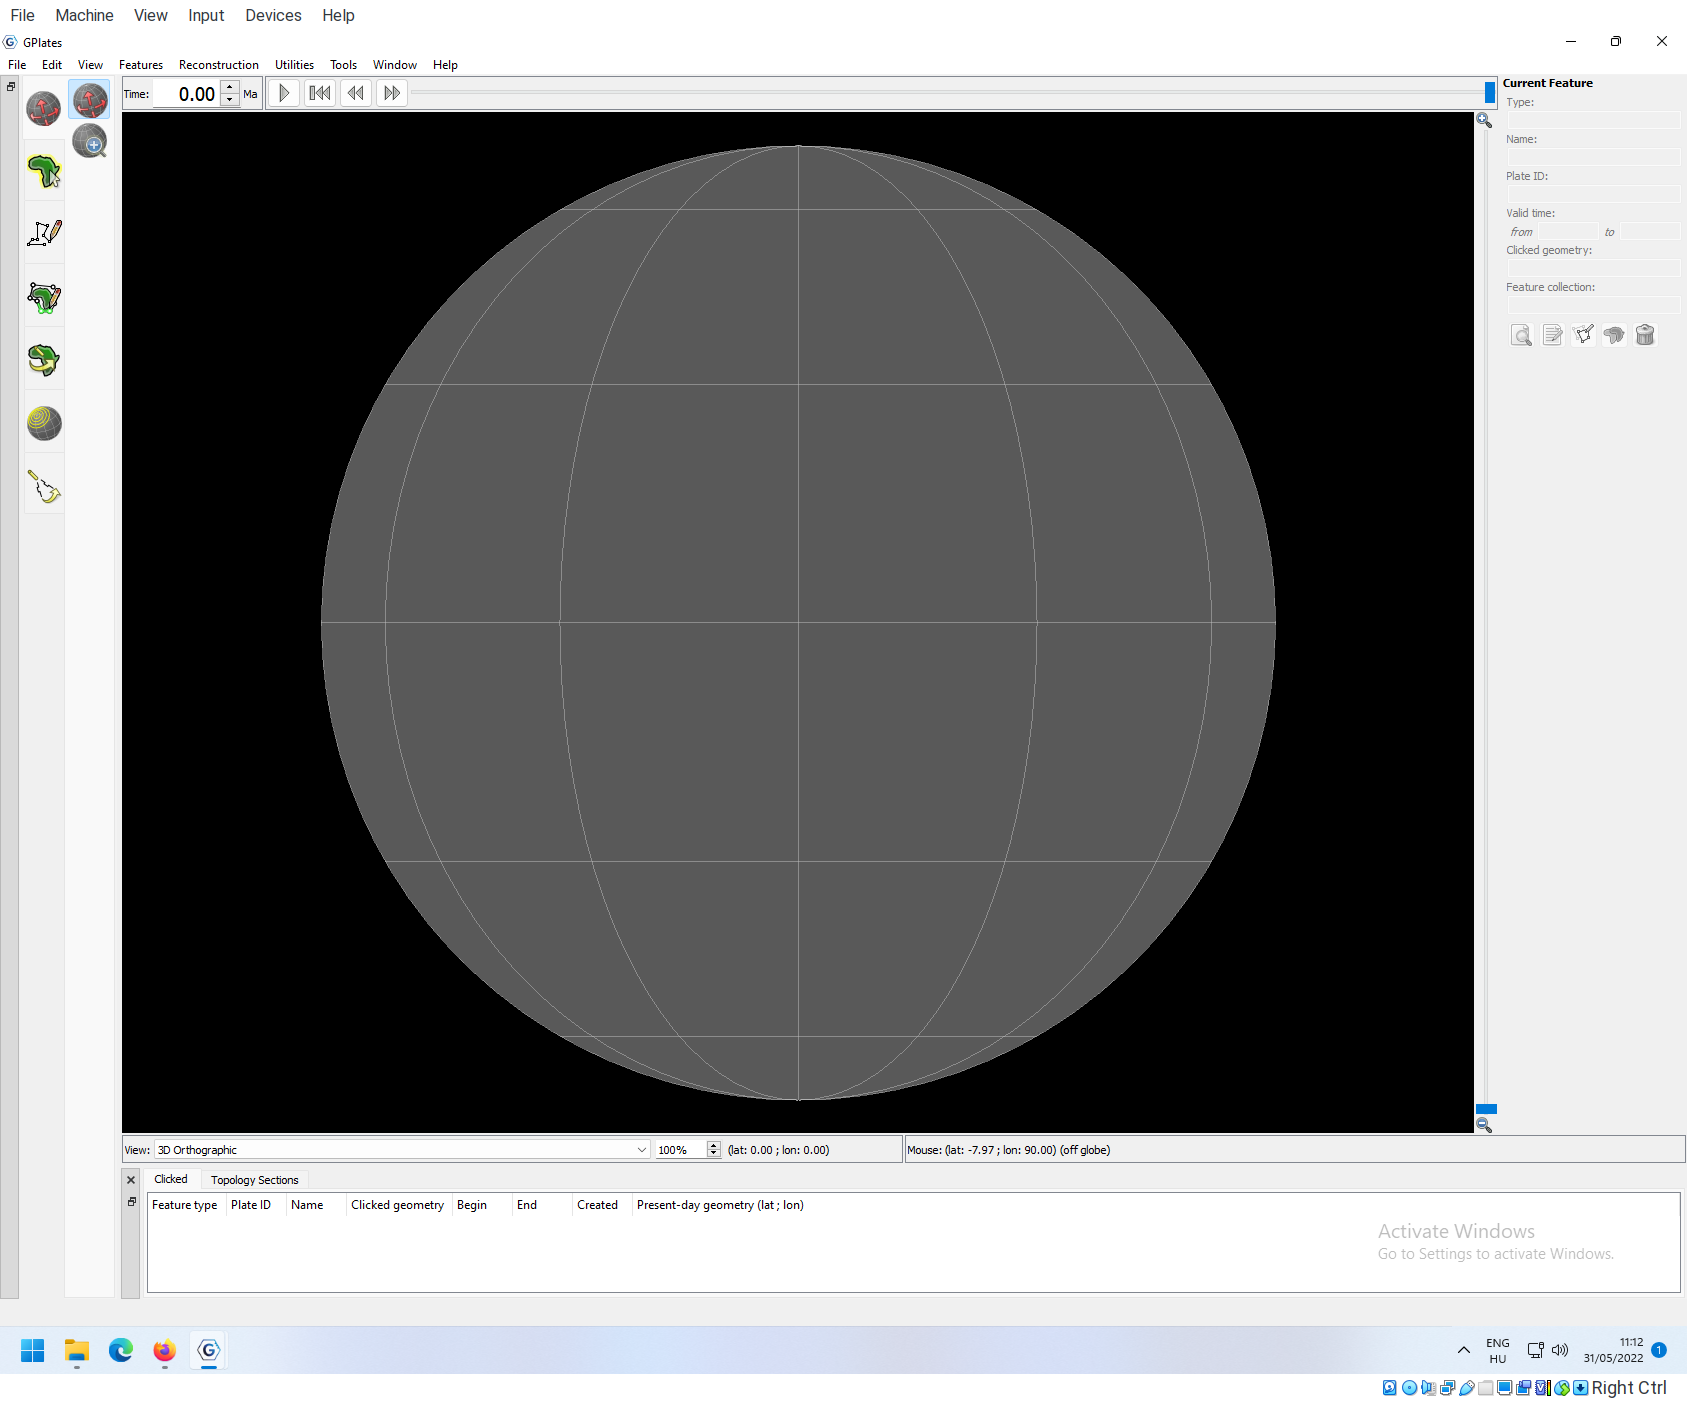 File Machine View Input Devices Help
GPlates
File Edit View Features Reconstruction Utilities Tools Window Help
Time: 0.00 Ma
Current Feature
Type:
Name:
Plate ID:
Valid time:
from to
Clicked geometry:
Feature collection:
View: 3D Orthographic 100% (lat: 0.00 ; lon: 0.00) Mouse: (lat: -7.97 ; lon: 90.00) (off globe)
Clicked Topology Sections
Feature type Plate ID Name Clicked geometry Begin End Created Present-day geometry (lat ; lon)
Activate Windows
Go to Settings to activate Windows.
ENG 11:12
HU 31/05/2022 1
Right Ctrl